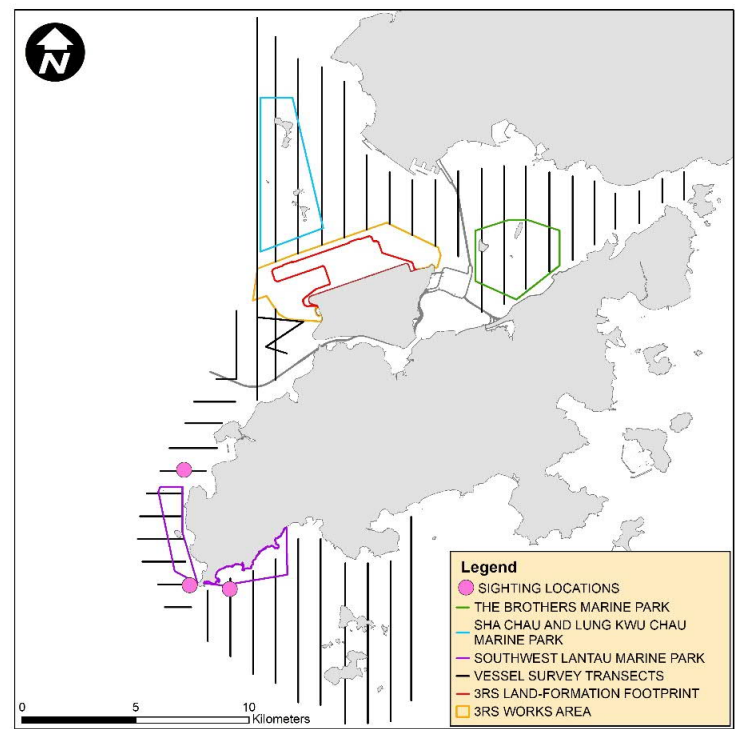 N
Legend
SIGHTING LOCATIONS
THE BROTHERS MARINE PARK
SHA CHAU AND LUNG KWU CHAU
MARINE PARK
SOUTHWEST LANTAU MARINE PARK
VESSEL SURVEY TRANSECTS
3RS LAND-FORMATION FOOTPRINT
3RS WORKS AREA
0 5 10
Kilometers